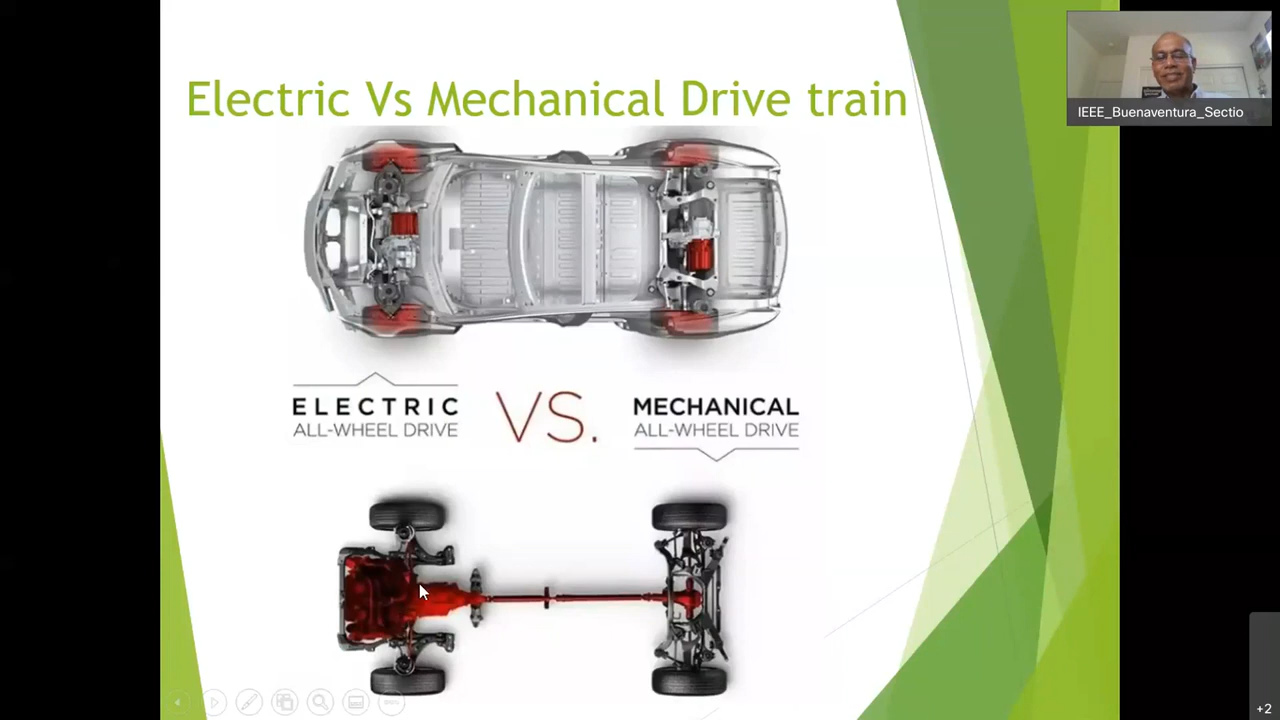 Electric Vs Mechanical Drive train
IEEE_Buenaventura_Sectio
ELECTRIC
ALL-WHEEL DRIVE
VS.
MECHANICAL
ALL-WHEEL DRIVE
+2